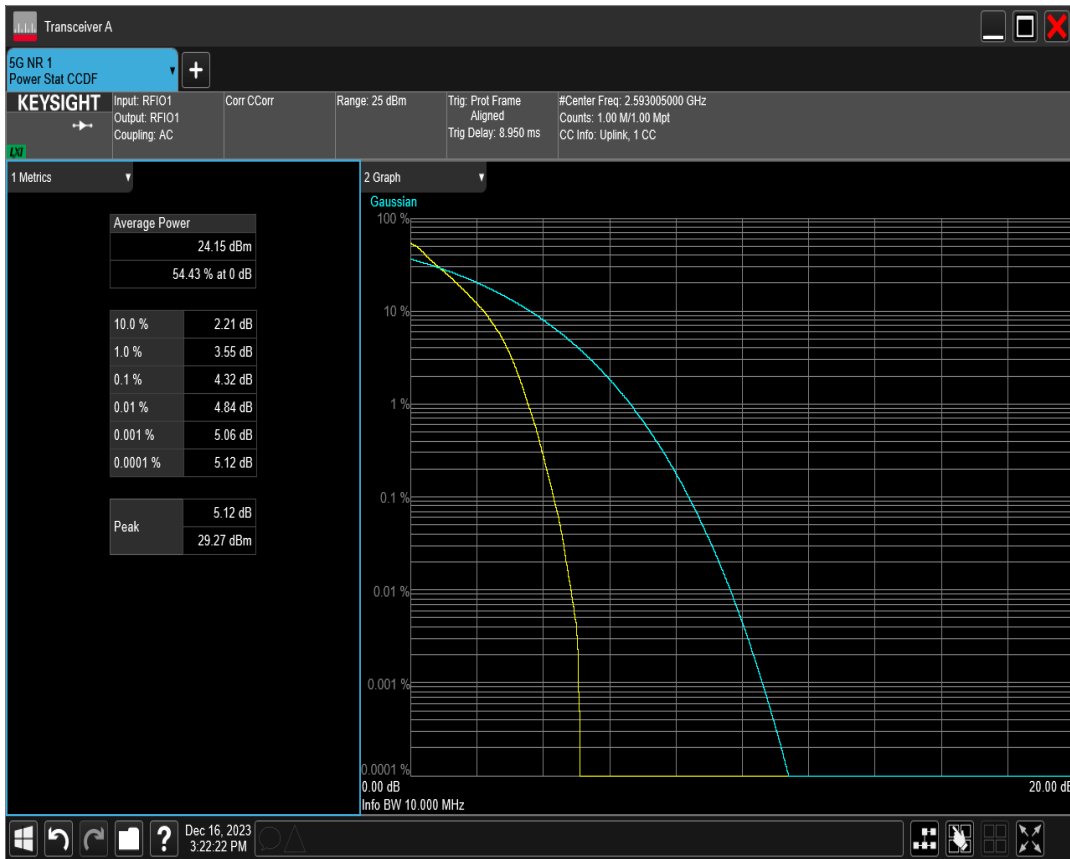 Transceiver A
5G NR 1
Power Stat CCDF
+
KEYSIGHT
LXI
Input: RFIO1
Output: RFIO1
Coupling: AC
Corr CCorr
Range: 25 dBm
Trig: Prot Frame
Aligned
Trig Delay: 8.950 ms
#Center Freq: 2.593005000 GHz
Counts: 1.00 M/1.00 Mpt
CC Info: Uplink, 1 CC
1 Metrics
Average Power
24.15 dBm
54.43 % at 0 dB
10.0 % 2.21 dB
1.0 % 3.55 dB
0.1 % 4.32 dB
0.01 % 4.84 dB
0.001 % 5.06 dB
0.0001 % 5.12 dB
Peak
5.12 dB
29.27 dBm
2 Graph
Gaussian
100 %
10 %
1 %
0.1 %
0.01 %
0.001 %
0.0001 %
0.00 dB 20.00 dB
Info BW 10.000 MHz
?
Dec 16, 2023
3:22:22 PM